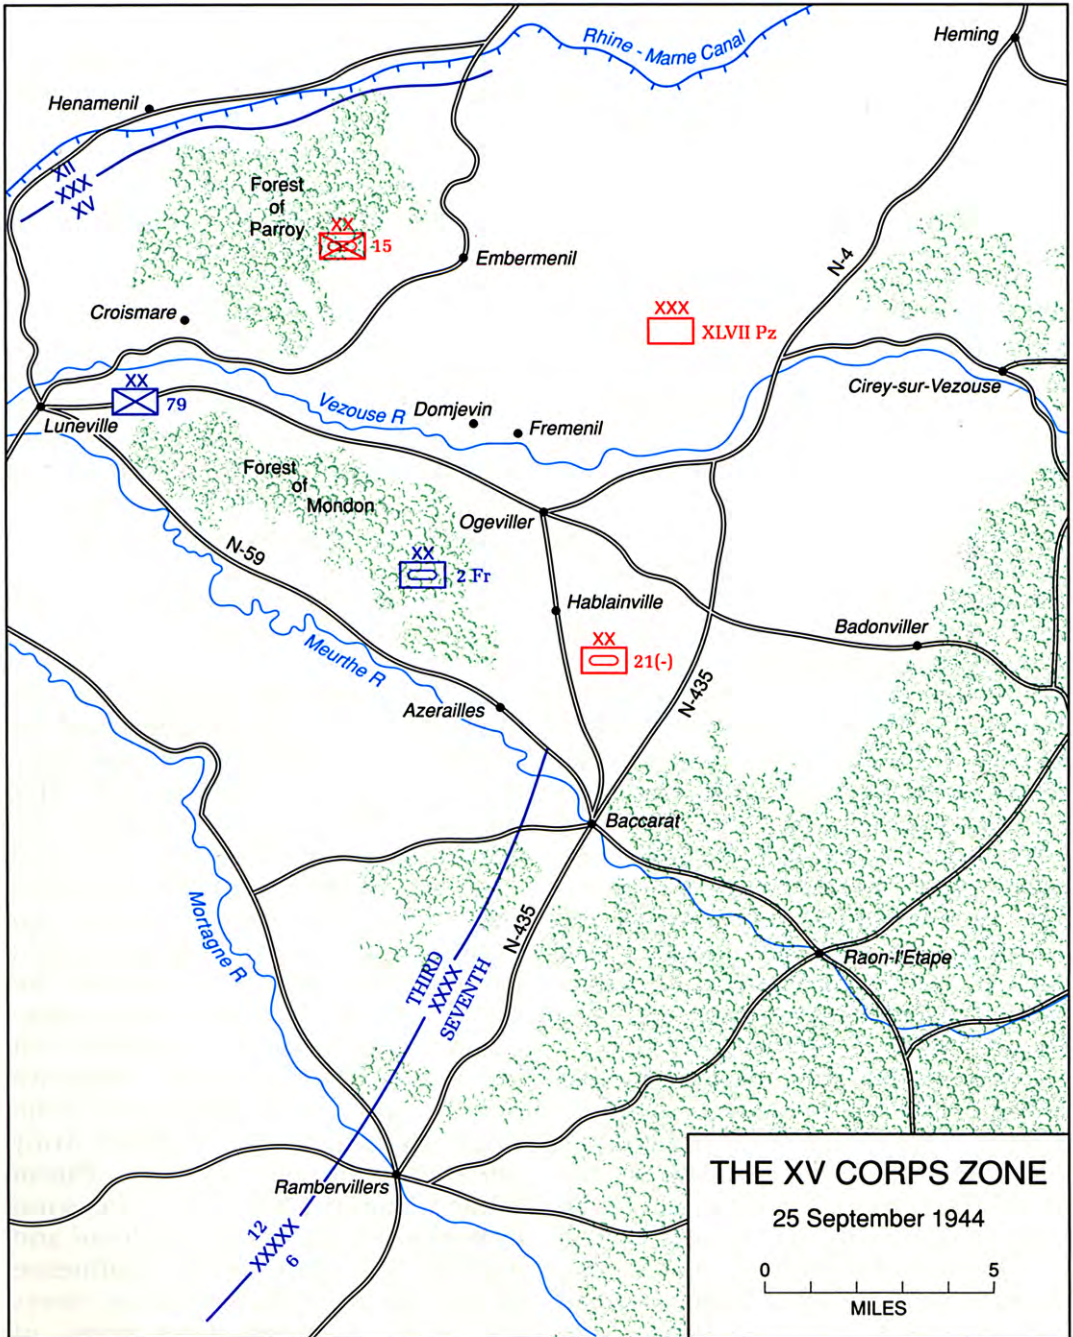 Rhine - Marne Canal
Heming
Henamenil
XII
XXX
XV
Forest
of
Parroy
XX
15
Embermenil
N-4
Croismare
XXX
XLVII Pz
Cirey-sur-Vezouse
XX
79
Luneville
Vezouse R
Domjevin
Fremenil
Forest
of
Mondon
Ogeviller
N-59
XX
2 Fr
Hablainville
Badonviller
XX
21(-)
Meurthe R
N-435
Azerailles
Baccarat
Mortagne R
N-435
Raon-l'Etape
THIRD
XXXX
SEVENTH
Rambervillers
12
XXXXX
6
THE XV CORPS ZONE
25 September 1944
0 5
MILES